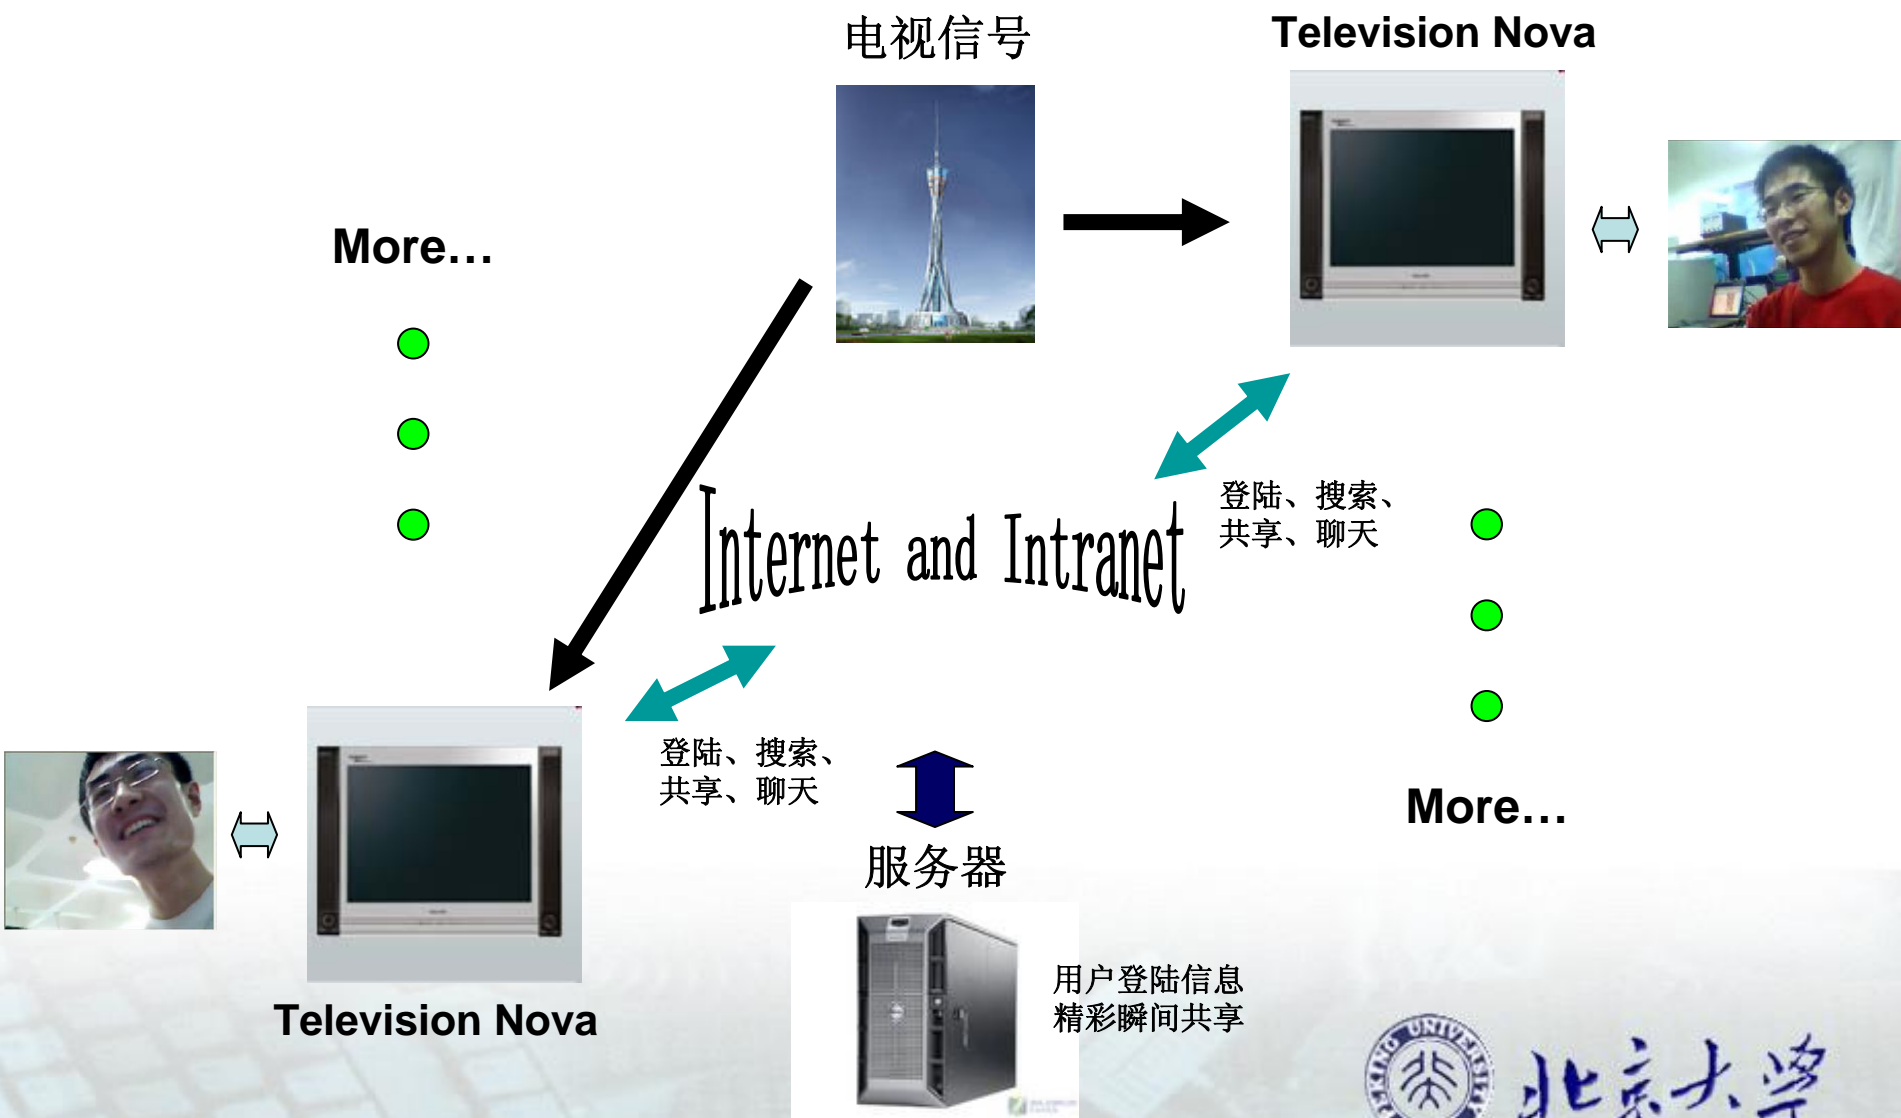 电视信号
Television Nova
More…
Internet and Intranet
登陆、搜索、
共享、聊天
登陆、搜索、
共享、聊天
More…
服务器
用户登陆信息
精彩瞬间共享
Television Nova
PEKING UNIVERSITY
北京大学